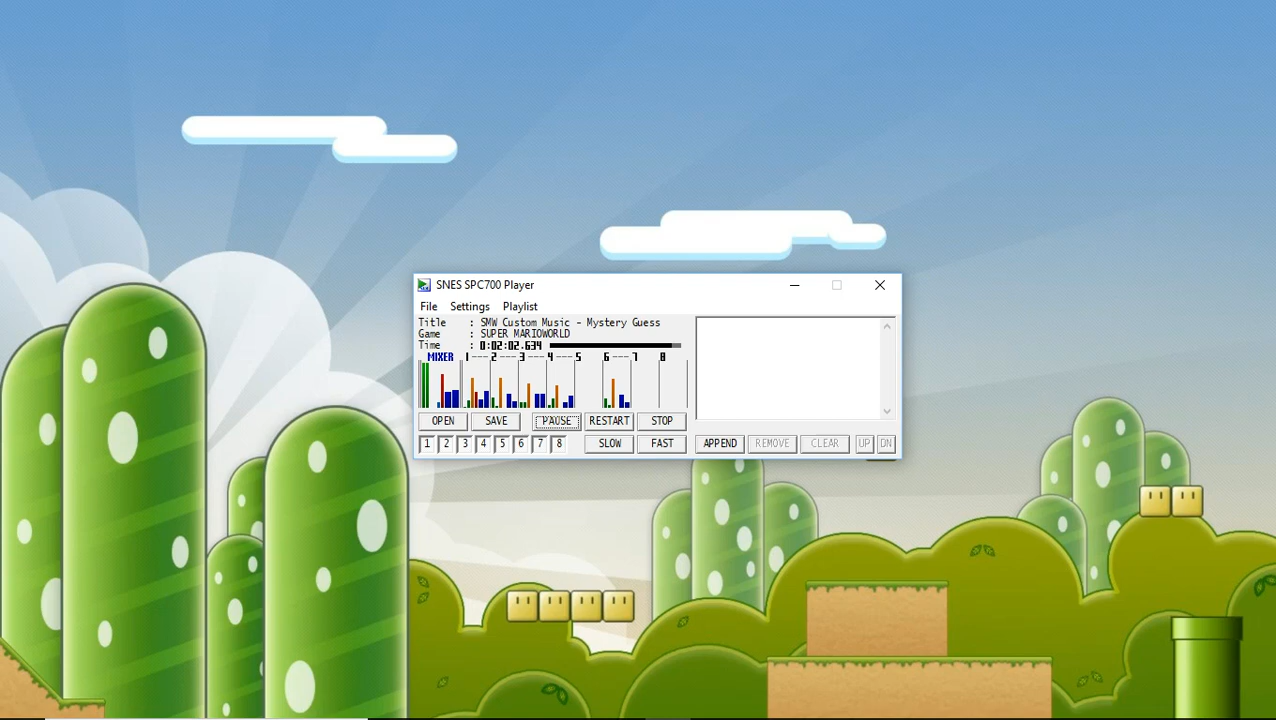 SNES SPC700 Player
File Settings Playlist
Title : SMW Custom Music - Mystery Guess
Game : SUPER MARIOWORLD
Time : 0:02:02.634
MIXER 1 --- 2 --- 3 --- 4 --- 5 6 --- 7 8
OPEN SAVE PAUSE RESTART STOP
1 2 3 4 5 6 7 8 SLOW FAST APPEND REMOVE CLEAR UP DN